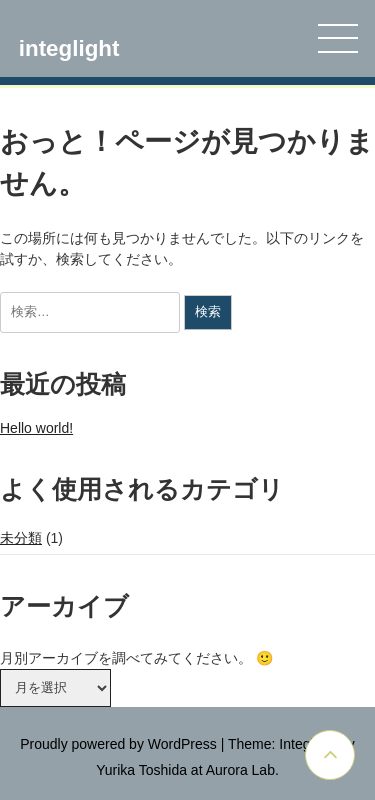 integlight
おっと！ページが見つかりま
せん。
この場所には何も見つかりませんでした。以下のリンクを
試すか、検索してください。
検索…
検索
最近の投稿
Hello world!
よく使用されるカテゴリ
未分類 (1)
アーカイブ
月別アーカイブを調べてみてください。 🙂
月を選択
Proudly powered by WordPress | Theme:
Yurika Toshida at Aurora Lab.